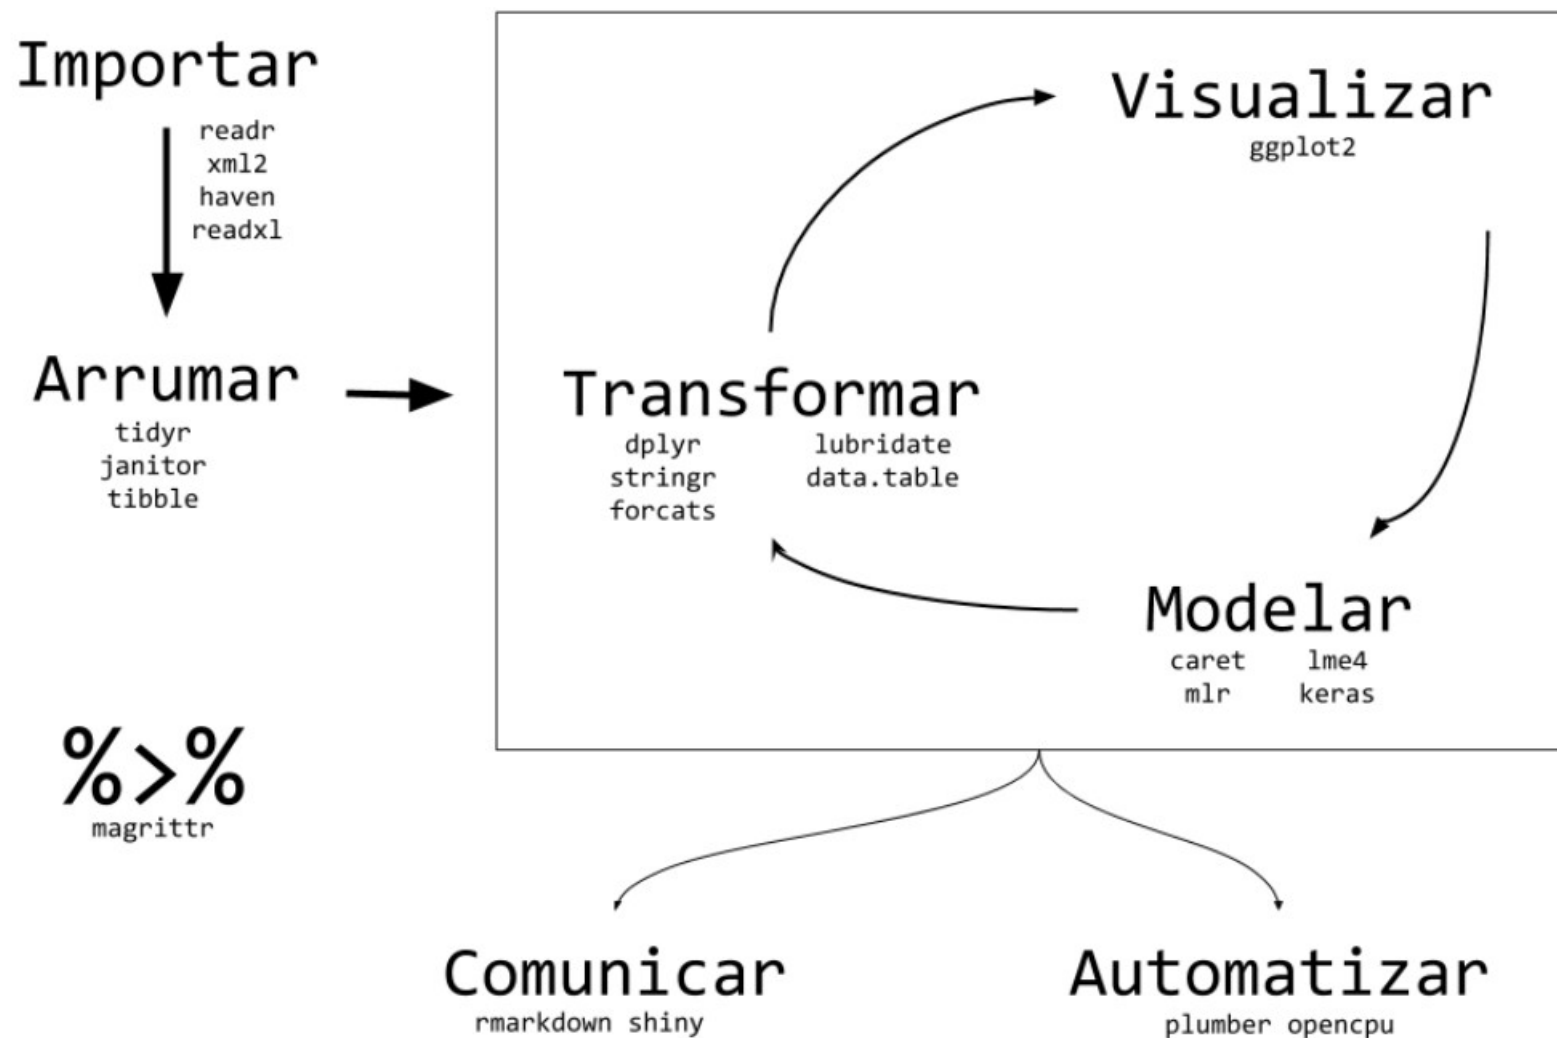 Importar
readr
xml2
haven
readxl
Arrumar
tidyr
janitor
tibble
%>%
magrittr
Visualizar
ggplot2
Transformar
dplyr lubridate
stringr data.table
forcats
Modelar
caret lme4
mlr keras
Comunicar
rmarkdown shiny
Automatizar
plumber opencpu